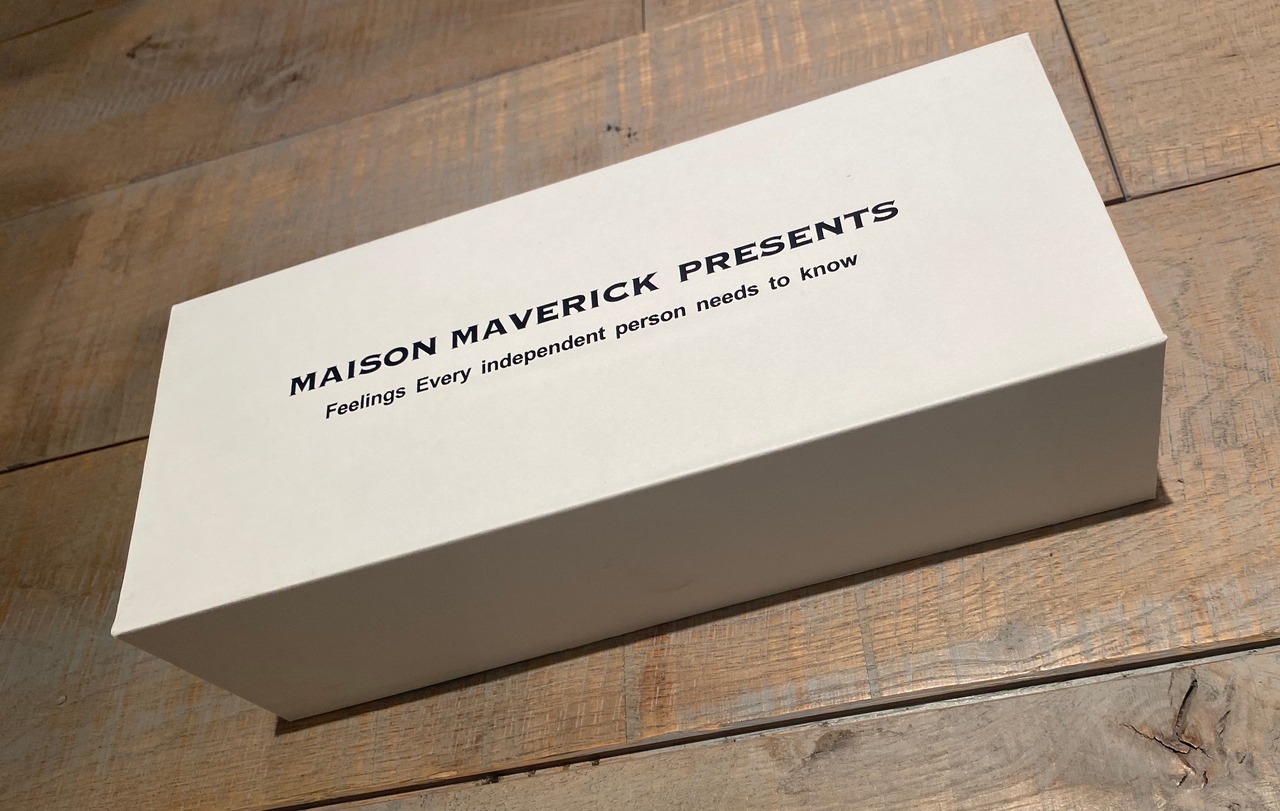 MAISON MAVERICK PRESENTS
Feelings Every independent person needs to know